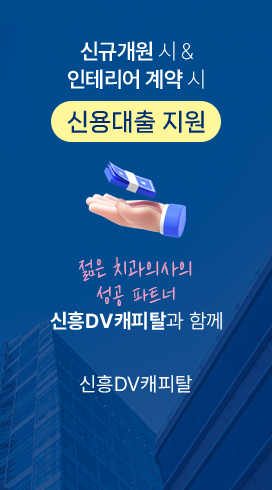 신규개원 시 &
인테리어 계약 시
신용대출 지원
젊은 치과의사의
성공 파트너
신흥DV캐피탈과 함께
신흥DV캐피탈